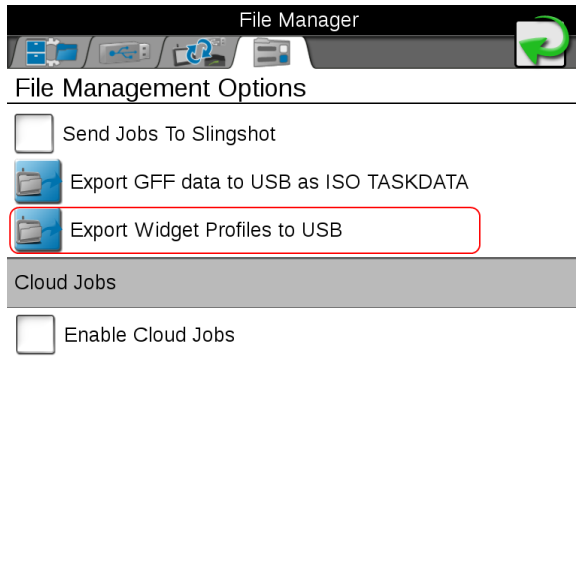 File Manager
File Management Options
Send Jobs To Slingshot
Export GFF data to USB as ISO TASKDATA
Export Widget Profiles to USB
Cloud Jobs
Enable Cloud Jobs